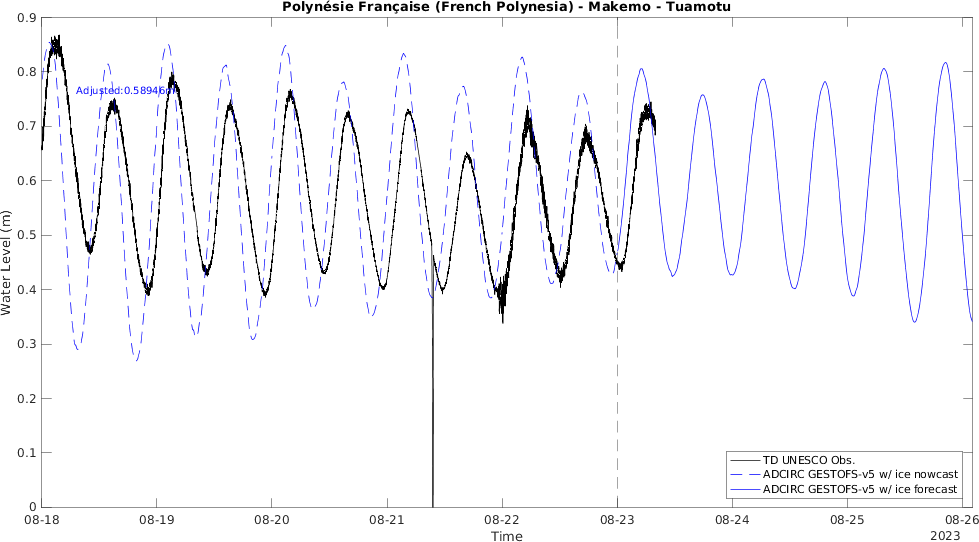 Polynésie Française (French Polynesia) - Makemo - Tuamotu
0.9
0.8
Adjusted:0.58946m
0.7
0.6
0.5
0.4
0.3
0.2
0.1
0
Water Level (m)
TD UNESCO Obs.
ADCIRC GESTOFS-v5 w/ ice nowcast
ADCIRC GESTOFS-v5 w/ ice forecast
08-18 08-19 08-20 08-21 08-22 08-23 08-24 08-25 08-26
Time
2023